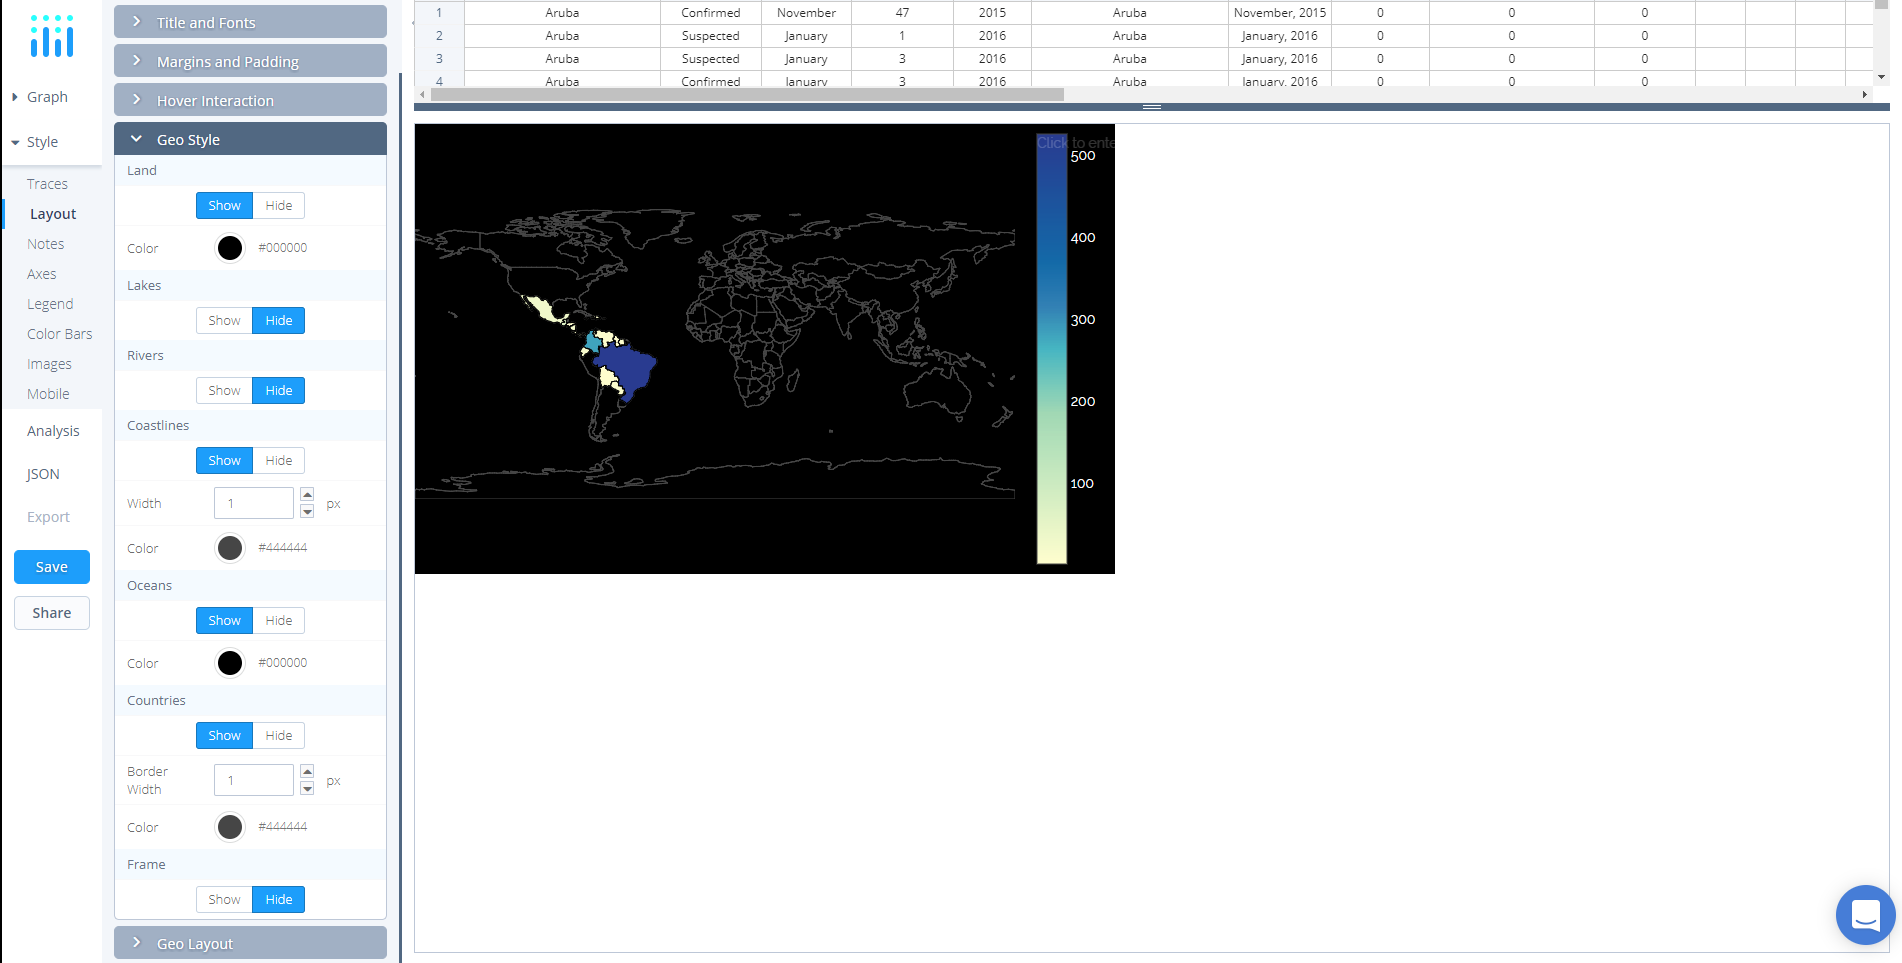 Graph
Style
Traces
Layout
Notes
Axes
Legend
Color Bars
Images
Mobile
Analysis
JSON
Export
Save
Share
Title and Fonts
Margins and Padding
Hover Interaction
Geo Style
Land
Show Hide
Color #000000
Lakes
Show Hide
Rivers
Show Hide
Coastlines
Show Hide
Width 1 px
Color #444444
Oceans
Show Hide
Color #000000
Countries
Show Hide
Border
Width 1 px
Color #444444
Frame
Show Hide
Geo Layout
1 Aruba Confirmed November 47 2015 Aruba November, 2015 0 0 0
2 Aruba Suspected January 1 2016 Aruba January, 2016 0 0 0
3 Aruba Suspected January 3 2016 Aruba January, 2016 0 0 0
4 Aruba Confirmed January 3 2016 Aruba January, 2016 0 0 0
Click to ente
500
400
300
200
100